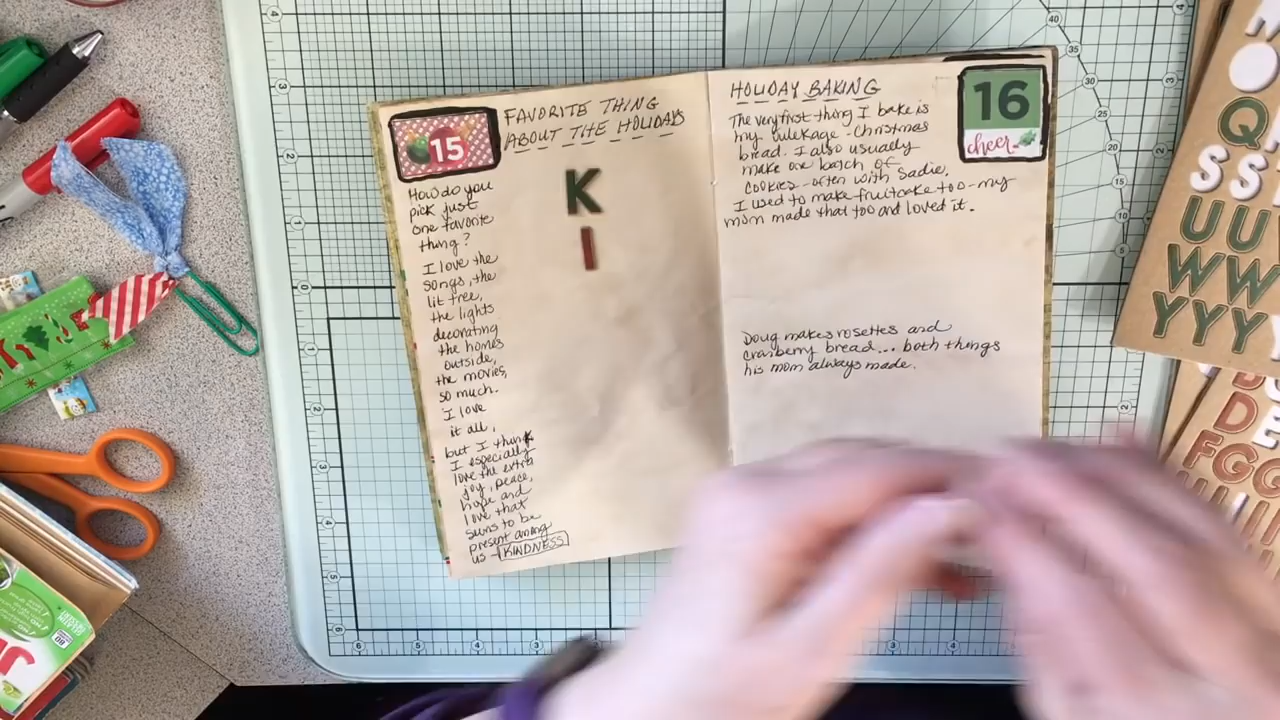 15
FAVORITE THING
ABOUT THE HOLIDAYS
How do you
pick just
one favorite
thing?
I love the
songs, the
lit tree,
the lights
decorating
the homes
outside,
the movies,
so much.
I love
it all,
but I think
I especially
love the extra
joy, peace,
hope and
love that
seems to be
present among
us - KINDNESS
K
I
HOLIDAY BAKING
16
cheer
The very first thing I bake is
my Julekage - Christmas
bread. I also usually
make one batch of
cookies - often with Sadie.
I used to make fruitcake too - my
mom made that too and loved it.
Doug makes rosettes and
cranberry bread... both things
his mom always made.
Q
S S
U U
W W
Y Y Y
D
F G G